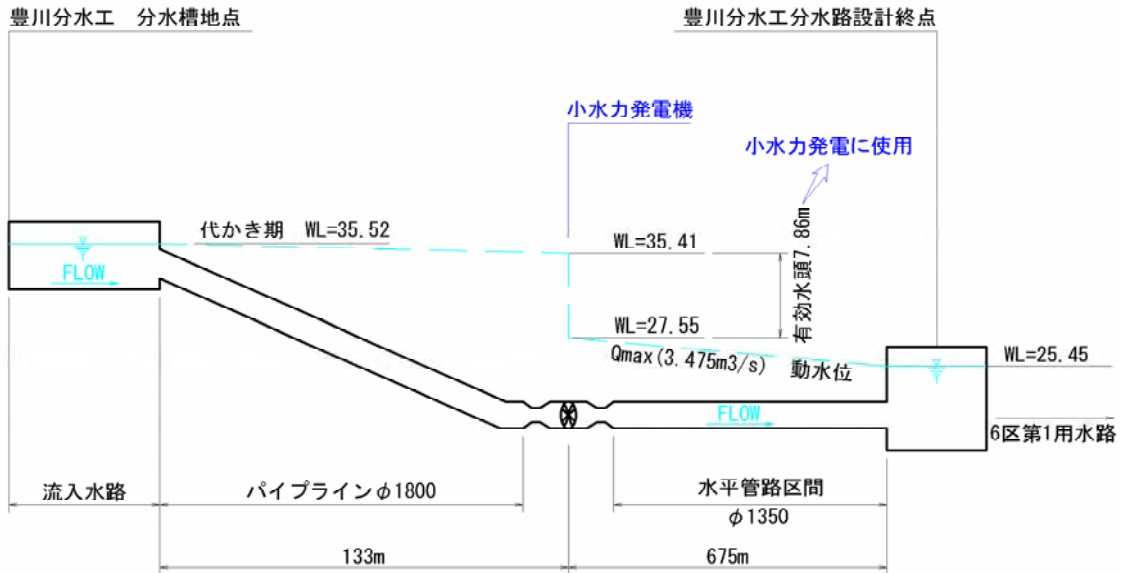 豊川分水工 分水槽地点
豊川分水工分水路設計終点
小水力発電機
小水力発電に使用
代かき期 WL=35.52
WL=35.41
有効水頭7.86m
FLOW
WL=27.55
Qmax(3.475m3/s) 動水位
WL=25.45
FLOW
6区第1用水路
流入水路
パイプラインφ1800
水平管路区間
φ1350
133m
675m